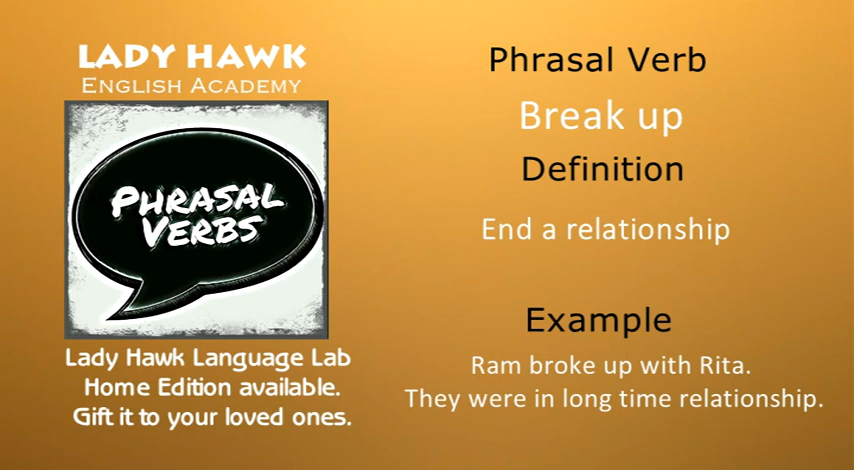 LADY HAWK
ENGLISH ACADEMY
PHRASAL
VERBS
Lady Hawk Language Lab
Home Edition available.
Gift it to your loved ones.
Phrasal Verb
Break up
Definition
End a relationship
Example
Ram broke up with Rita.
They were in long time relationship.